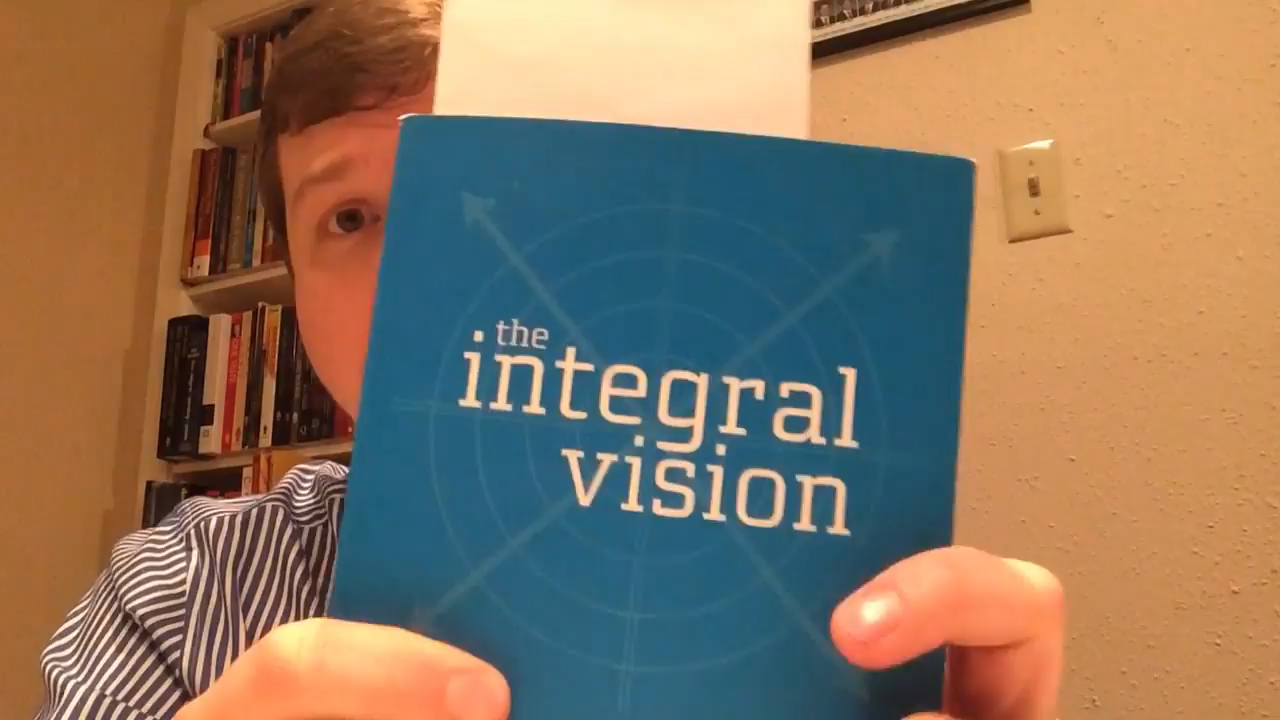 the
integral
vision